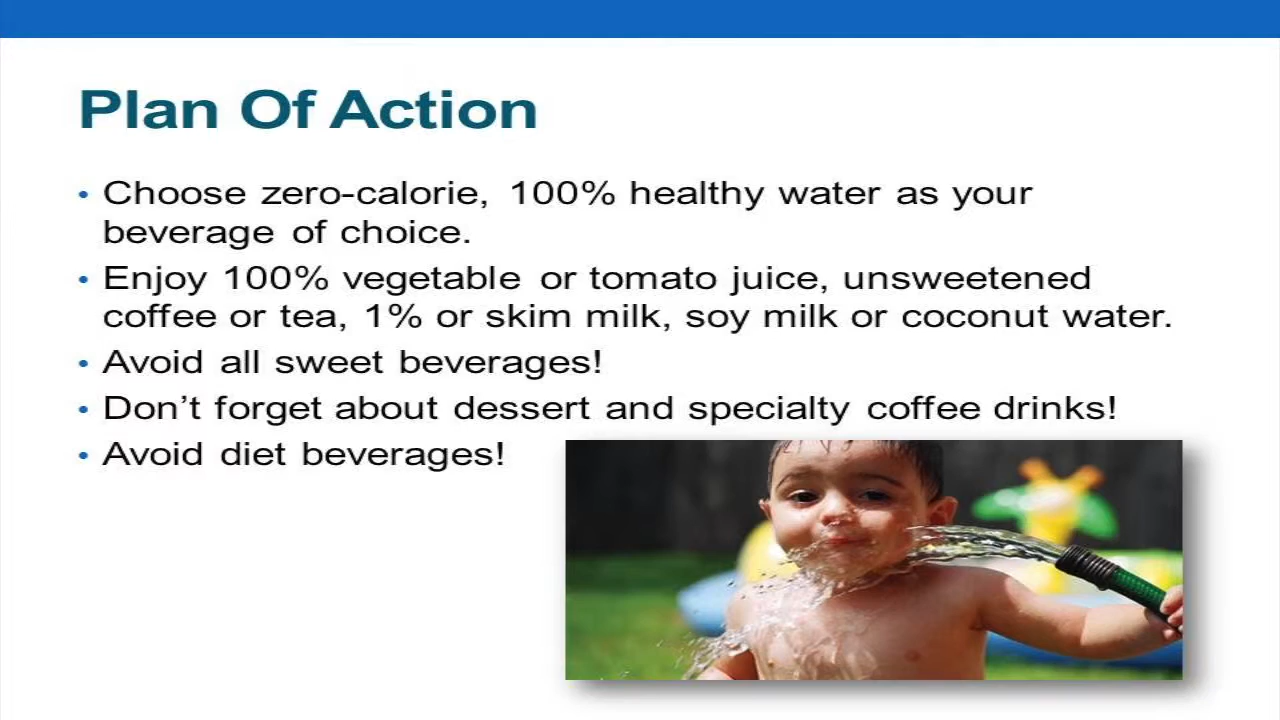 Plan Of Action
• Choose zero-calorie, 100% healthy water as your
beverage of choice.
• Enjoy 100% vegetable or tomato juice, unsweetened
coffee or tea, 1% or skim milk, soy milk or coconut water.
• Avoid all sweet beverages!
• Don’t forget about dessert and specialty coffee drinks!
• Avoid diet beverages!